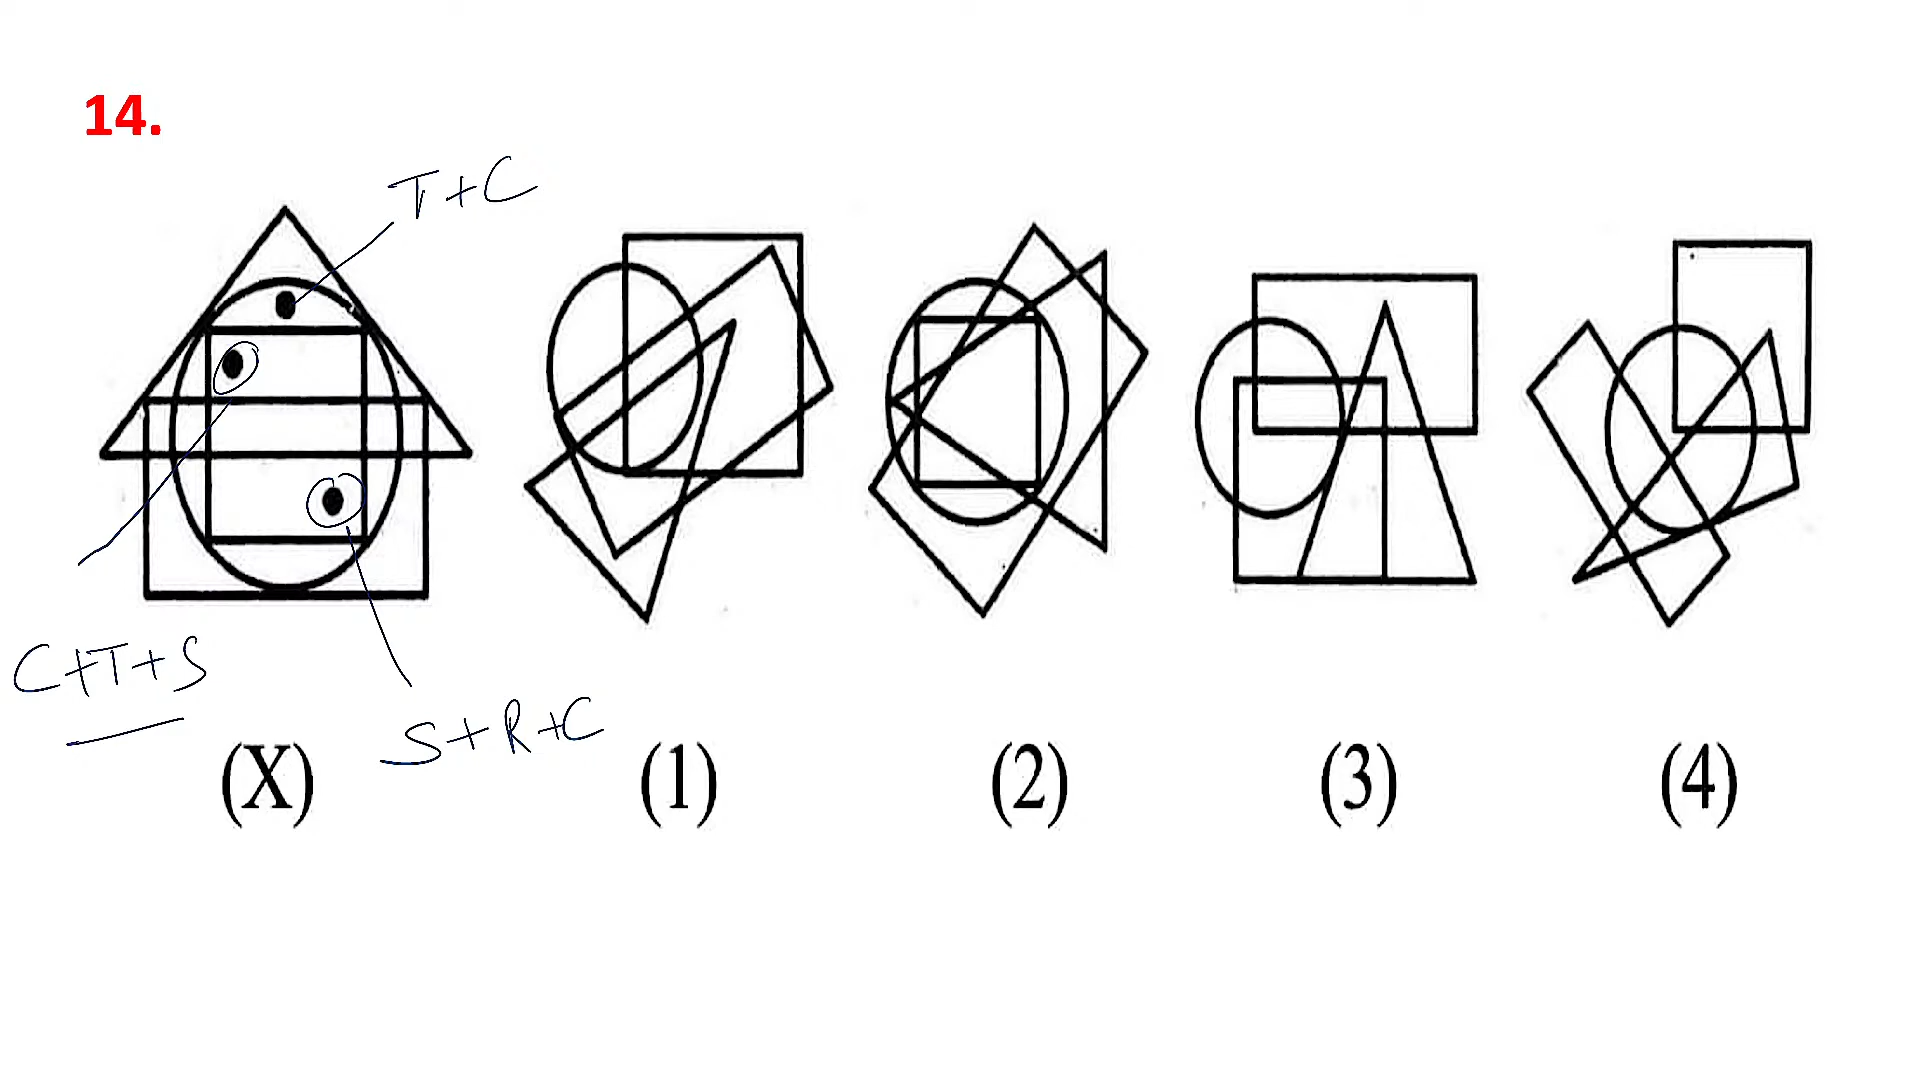 14.
T+C
C+T+S
S+R+C
(X) (1) (2) (3) (4)